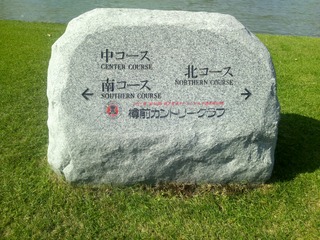 中コース
CENTER COURSE
北コース
NORTHERN COURSE
南コース
SOUTHERN COURSE
← →
樽前カントリークラブ